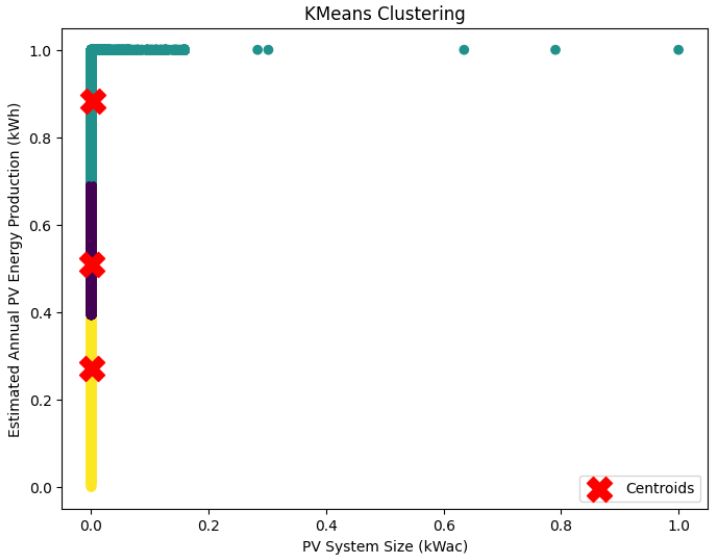 KMeans Clustering
Estimated Annual PV Energy Production (kWh)
1.0
0.8
0.6
0.4
0.2
0.0
0.0 0.2 0.4 0.6 0.8 1.0
PV System Size (kWac)
Centroids